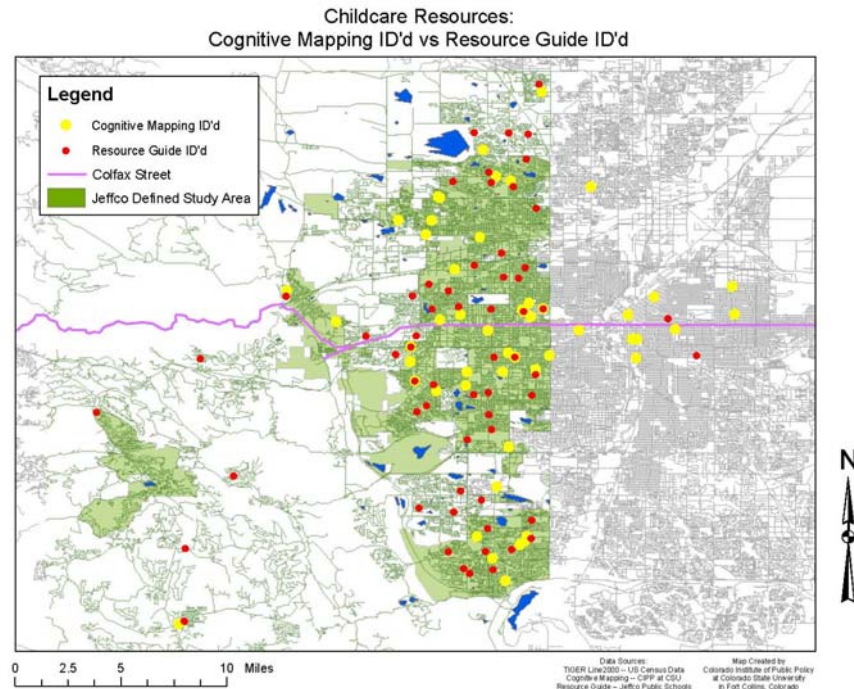 Childcare Resources:
Cognitive Mapping ID'd vs Resource Guide ID'd
Legend
Cognitive Mapping ID'd
Resource Guide ID'd
Colfax Street
Jeffco Defined Study Area
N
0 2.5 5 10 Miles
Data Sources:
TIGER Line2000 -- US Census Data
Cognitive Mapping -- CIPP at CSU
Resource Guide -- Jeffco Public Schools
Map Created by
Colorado Institute of Public Policy
at Colorado State University
in Fort Collins, Colorado